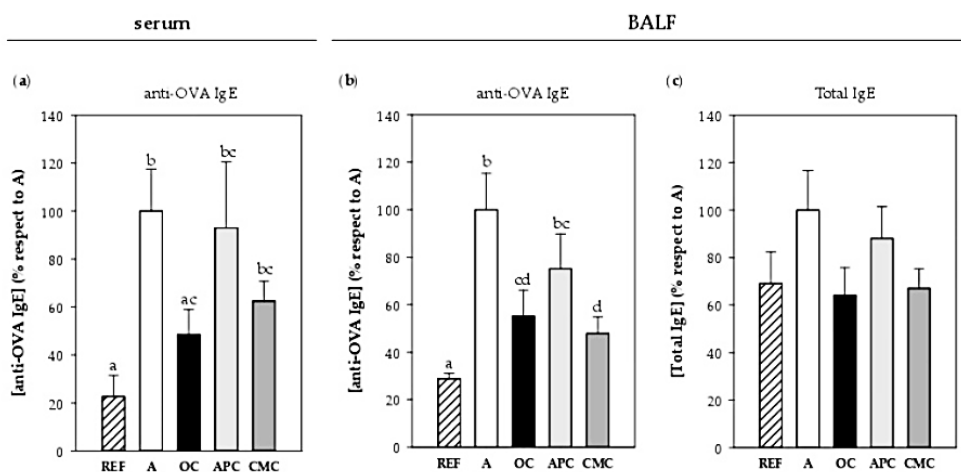 serum
BALF
(a)
anti-OVA IgE
[anti-OVA IgE] (% respect to A)
140
120
100
80
60
40
20
0
a
b
ac
bc
bc
REF A OC APC CMC
(b)
anti-OVA IgE
[anti-OVA IgE] (% respect to A)
140
120
100
80
60
40
20
0
a
b
cd
bc
d
REF A OC APC CMC
(c)
Total IgE
[Total IgE] (% respect to A)
140
120
100
80
60
40
20
0
REF A OC APC CMC